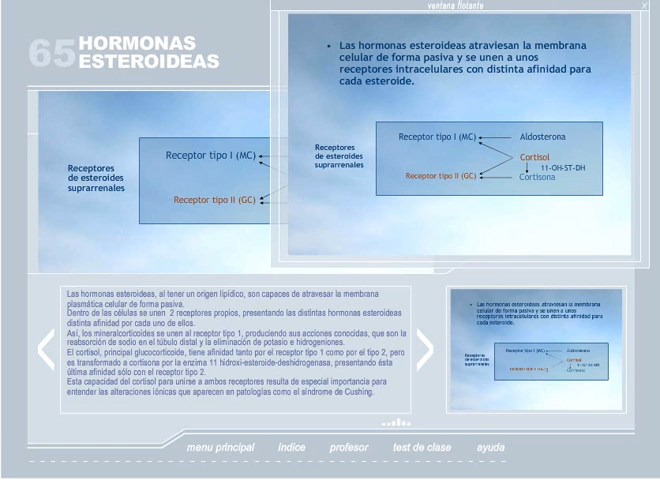 ventana flotante
X
65 HORMONAS
ESTEROIDEAS
• Las hormonas esteroideas atraviesan la membrana
celular de forma pasiva y se unen a unos
receptores intracelulares con distinta afinidad para
cada esteroide.
Receptores
de esteroides
suprarrenales
Receptor tipo I (MC)
Aldosterona
Cortisol
11-OH-ST-DH
Receptor tipo II (GC)
Cortisona
Receptores
de esteroides
suprarrenales
Receptor tipo I (MC)
Receptor tipo II (GC)
Las hormonas esteroideas, al tener un origen lipídico, son capaces de atravesar la membrana
plasmática celular de forma pasiva.
Dentro de las células se unen 2 receptores propios, presentando las distintas hormonas esteroideas
distinta afinidad por cada uno de ellos.
Así, los mineralcorticoides se unen al receptor tipo 1, produciendo sus acciones conocidas, que son la
reabsorción de sodio en el túbulo distal y la eliminación de potasio e hidrogeniones.
El cortisol, principal glucocorticoide, tiene afinidad tanto por el receptor tipo 1 como por el tipo 2, pero
es transformado a cortisona por la enzima 11 hidroxi-esteroide-deshidrogenasa, presentando ésta
última afinidad sólo con el receptor tipo 2.
Esta capacidad del cortisol para unirse a ambos receptores resulta de especial importancia para
entender las alteraciones iónicas que aparecen en patologías como el síndrome de Cushing.
• Las hormonas esteroideas atraviesan la membrana
celular de forma pasiva y se unen a unos
receptores intracelulares con distinta afinidad para
cada esteroide.
Receptores
de esteroides
suprarrenales
Receptor tipo I (MC)
Aldosterona
Cortisol
Cortisona
menu principal
índice
profesor
test de clase
ayuda